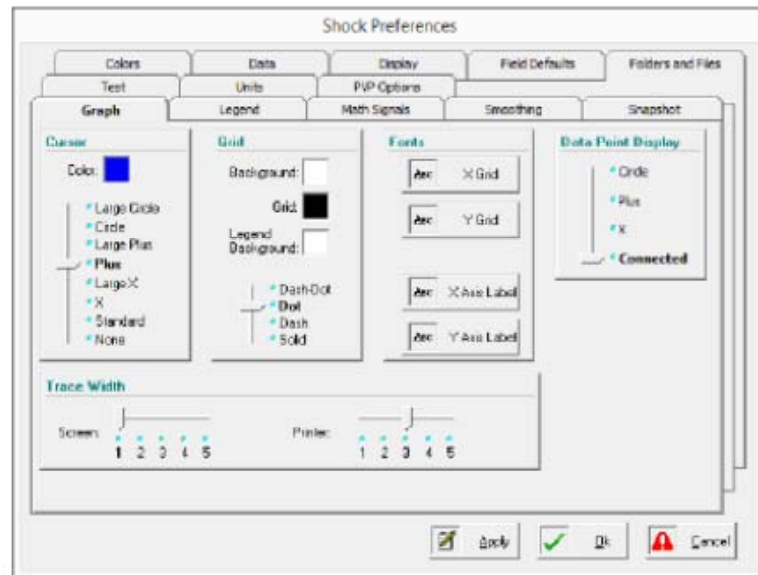 Shock Preferences
Colors Data Display Field Defaults Folders and Files
Test Units PVP Options
Graph Legend Math Signals Smoothing Snapshot
Cursor
Color:
Large Circle
Circle
Large Plus
Plus
Large X
X
Standard
None
Grid
Background:
Grid:
Legend
Background:
Dash-Dot
Dot
Dash
Solid
Fonts
Abc X Grid
Abc Y Grid
Abc X Axis Label
Abc Y Axis Label
Data Point Display
Circle
Plus
X
Connected
Trace Width
Screen:
1 2 3 4 5
Printer:
1 2 3 4 5
Apply Ok Cancel